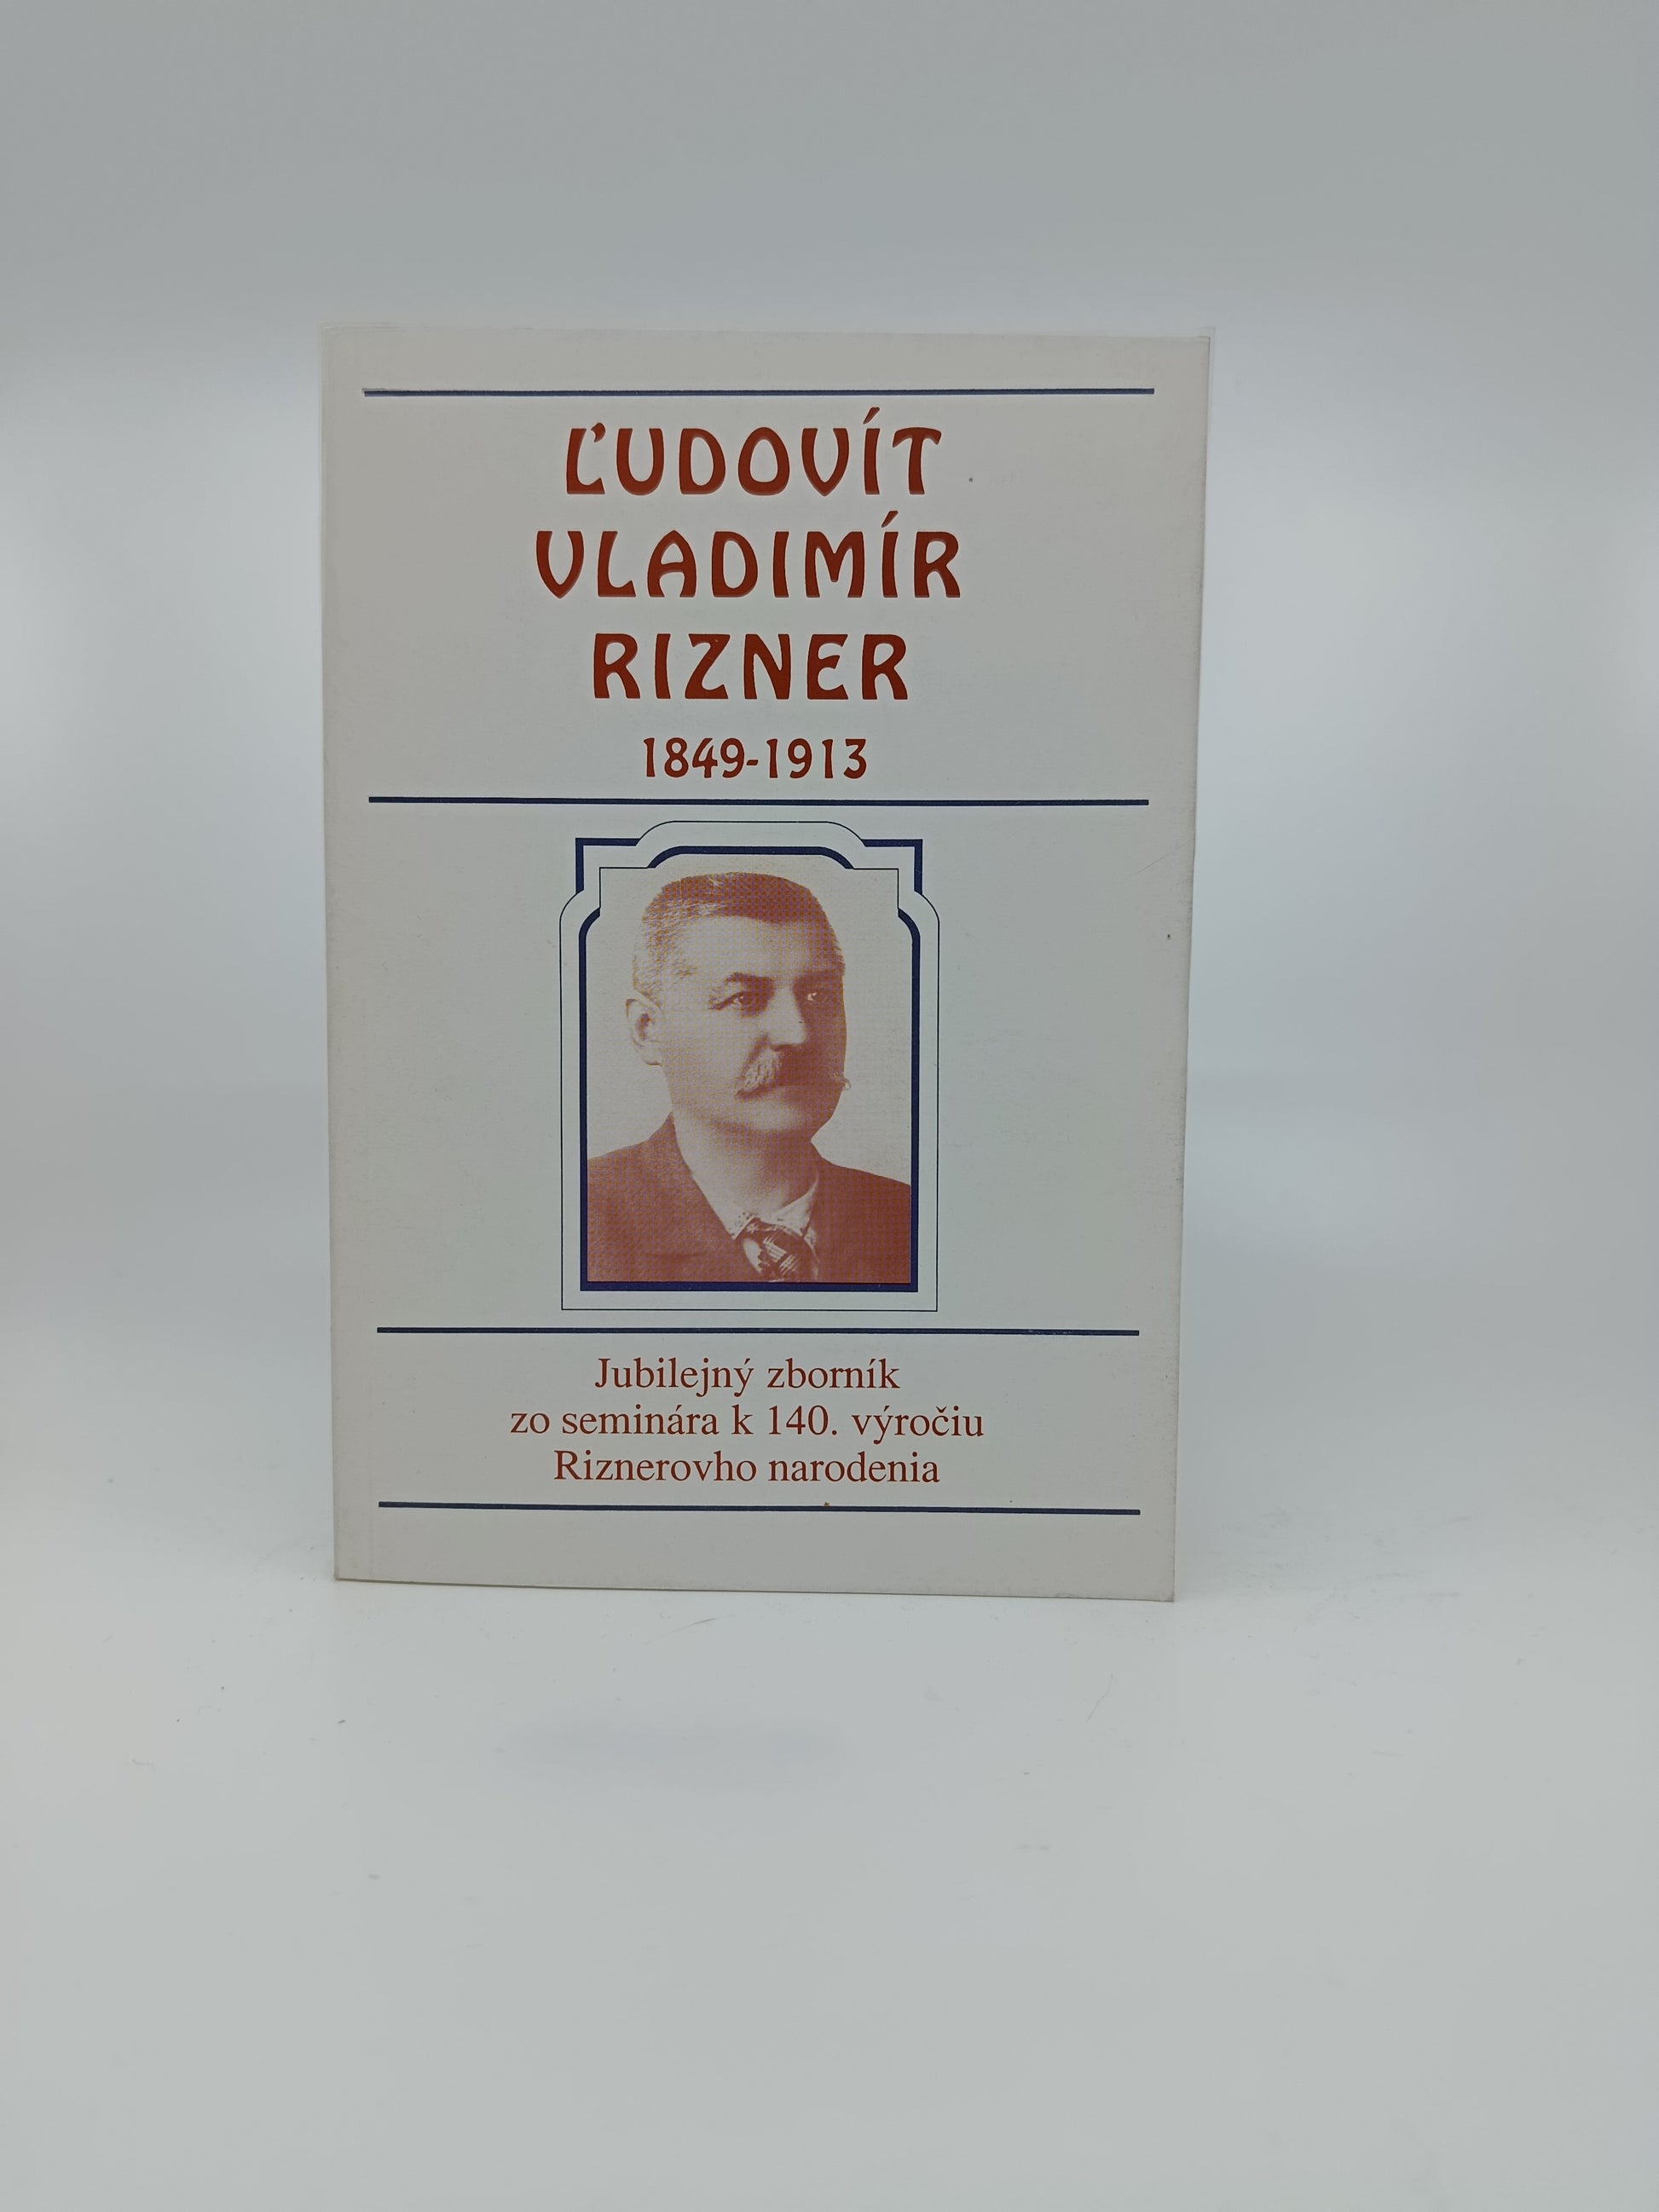 ĽUDOVÍT
VLADIMÍR
RIZNER
1849-1913
Jubilejný zborník
zo seminára k 140. výročiu
Riznerovho narodenia